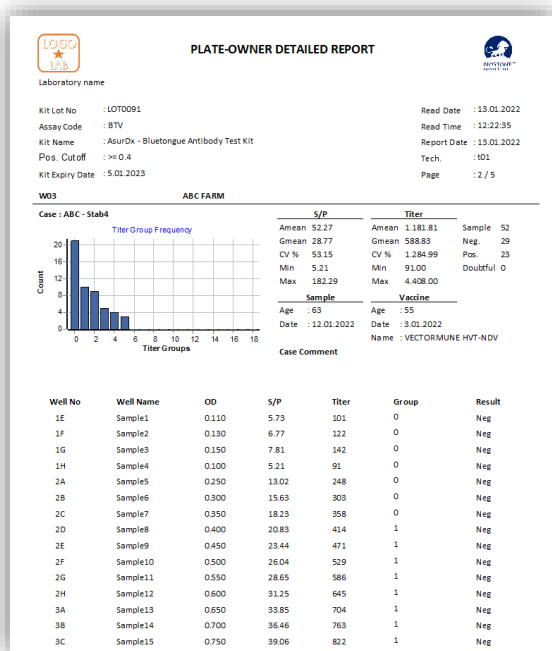 LOGO
LAB
PLATE-OWNER DETAILED REPORT
BIOSTONE™
Laboratory name
Kit Lot No : LOT0091 Read Date : 13.01.2022
Assay Code : BTV Read Time : 12:22:35
Kit Name : AsurDx - Bluetongue Antibody Test Kit Report Date : 13.01.2022
Pos. Cutoff : >= 0.4 Tech. : t01
Kit Expiry Date : 5.01.2023 Page : 2 / 5
W03 ABC FARM
Case : ABC - Stab4
Titer Group Frequency
Count
20
16
12
8
4
0
0 2 4 6 8 10 12 14 16 18
Titer Groups
S/P Titer
Amean 52.27 Amean 1.181.81 Sample 52
Gmean 28.77 Gmean 588.83 Neg. 29
CV % 53.15 CV % 1.284.99 Pos. 23
Min 5.21 Min 91.00 Doubtful 0
Max 182.29 Max 4.408.00
Sample Vaccine
Age : 63 Age : 55
Date : 12.01.2022 Date : 3.01.2022
Name : VECTORMUNE HVT-NDV
Case Comment
Well No Well Name OD S/P Titer Group Result
1E Sample1 0.110 5.73 101 0 Neg
1F Sample2 0.130 6.77 122 0 Neg
1G Sample3 0.150 7.81 142 0 Neg
1H Sample4 0.100 5.21 91 0 Neg
2A Sample5 0.250 13.02 248 0 Neg
2B Sample6 0.300 15.63 303 0 Neg
2C Sample7 0.350 18.23 358 0 Neg
2D Sample8 0.400 20.83 414 1 Neg
2E Sample9 0.450 23.44 471 1 Neg
2F Sample10 0.500 26.04 529 1 Neg
2G Sample11 0.550 28.65 586 1 Neg
2H Sample12 0.600 31.25 645 1 Neg
3A Sample13 0.650 33.85 704 1 Neg
3B Sample14 0.700 36.46 763 1 Neg
3C Sample15 0.750 39.06 822 1 Neg